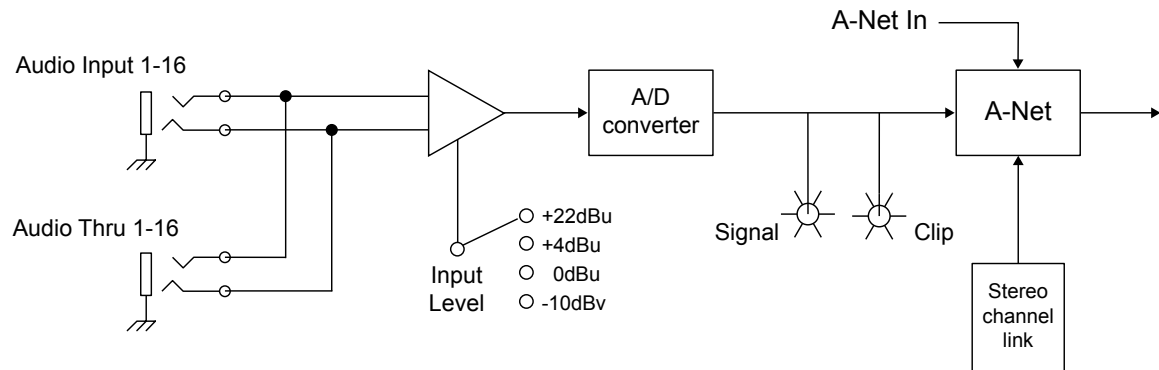 A-Net In
Audio Input 1-16
A/D
converter
A-Net
Audio Thru 1-16
+22dBu
+4dBu
0dBu
-10dBv
Input
Level
Signal
Clip
Stereo
channel
link